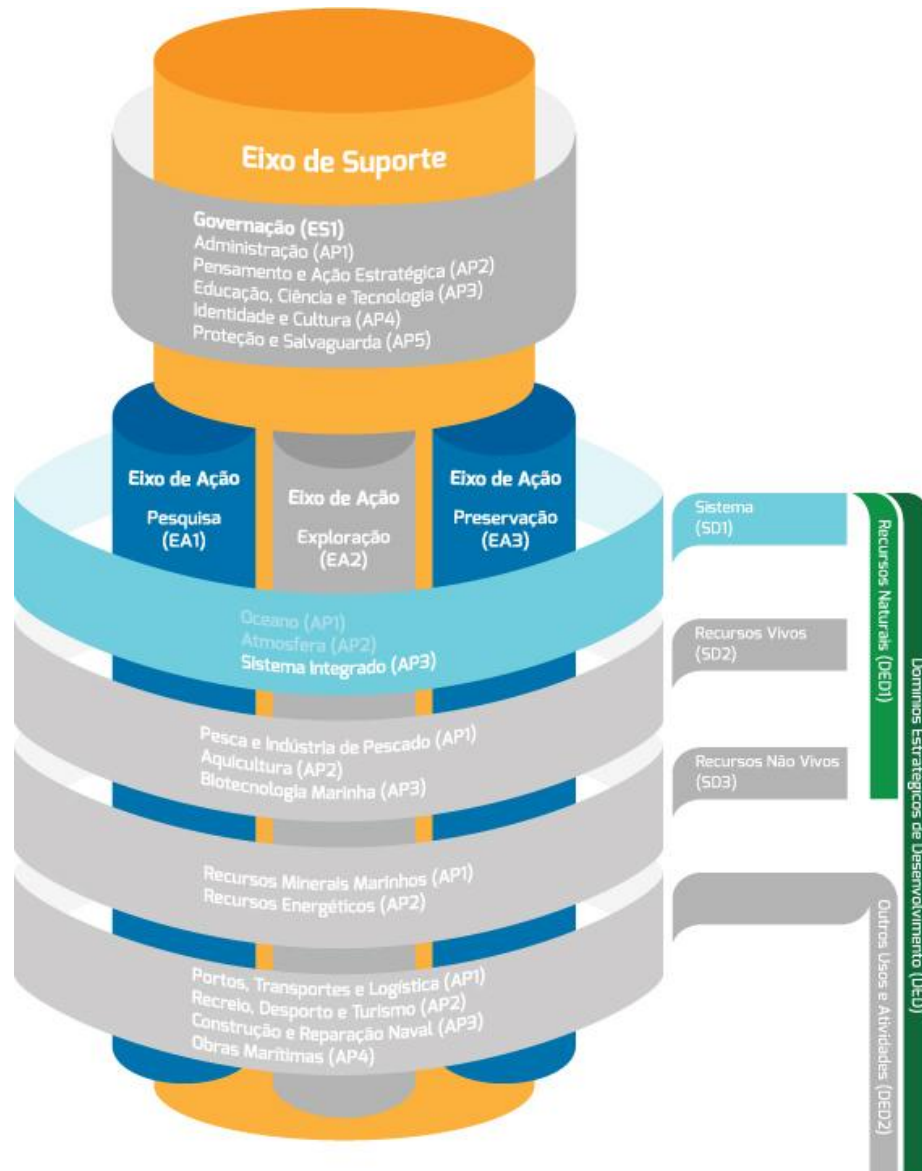 Eixo de Suporte
Governação (ES1)
Administração (AP1)
Pensamento e Ação Estratégica (AP2)
Educação, Ciência e Tecnologia (AP3)
Identidade e Cultura (AP4)
Proteção e Salvaguarda (AP5)
Eixo de Ação
Pesquisa
(EA1)
Eixo de Ação
Exploração
(EA2)
Eixo de Ação
Preservação
(EA3)
Oceano (AP1)
Atmosfera (AP2)
Sistema Integrado (AP3)
Pesca e Indústria de Pescado (AP1)
Aquicultura (AP2)
Biotecnologia Marinha (AP3)
Recursos Minerais Marinhos (AP1)
Recursos Energéticos (AP2)
Portos, Transportes e Logística (AP1)
Recreio, Desporto e Turismo (AP2)
Construção e Reparação Naval (AP3)
Obras Marítimas (AP4)
Sistema
(SD1)
Recursos Vivos
(SD2)
Recursos Não Vivos
(SD3)
Recursos Naturais (DED1)
Outros Usos e Atividades (DED2)
Domínios Estratégicos de Desenvolvimento (DED)